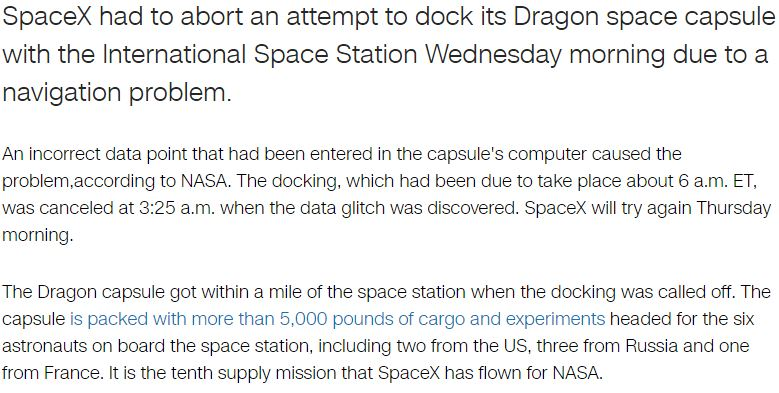 SpaceX had to abort an attempt to dock its Dragon space capsule
with the International Space Station Wednesday morning due to a
navigation problem.
An incorrect data point that had been entered in the capsule's computer caused the
problem,according to NASA. The docking, which had been due to take place about 6 a.m. ET,
was canceled at 3:25 a.m. when the data glitch was discovered. SpaceX will try again Thursday
morning.
The Dragon capsule got within a mile of the space station when the docking was called off. The
capsule is packed with more than 5,000 pounds of cargo and experiments headed for the six
astronauts on board the space station, including two from the US, three from Russia and one
from France. It is the tenth supply mission that SpaceX has flown for NASA.